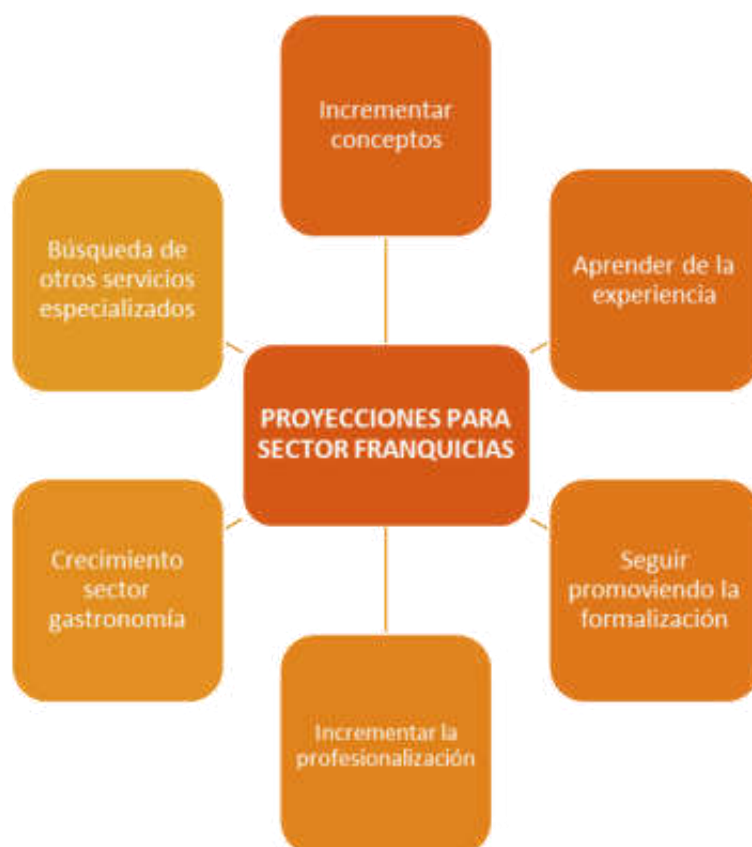 Incrementar
conceptos
Aprender de la
experiencia
Seguir
promoviendo la
formalización
Incrementar la
profesionalización
Crecimiento
sector
gastronomía
Búsqueda de
otros servicios
especializados
PROYECCIONES PARA
SECTOR FRANQUICIAS